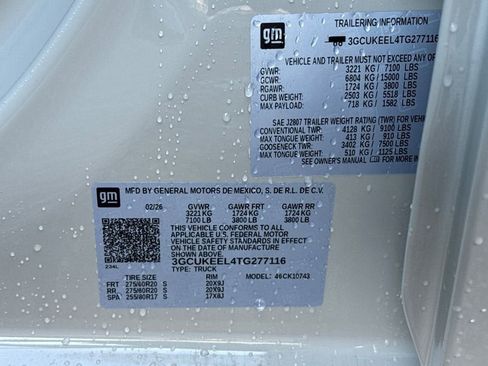 gm
TRAILERING INFORMATION
3GCUKEEL4TG277116
VEHICLE AND TRAILER MUST NOT EXCEED ANY OF
GVWR: 3221 KG / 7100 LBS
GCWR: 6804 KG / 15000 LBS
RGAWR: 1724 KG / 3800 LBS
CURB WEIGHT: 2503 KG / 5518 LBS
MAX PAYLOAD: 718 KG / 1582 LBS
SAE J2807 TRAILER WEIGHT RATING (TWR) FOR VEHIC
CONVENTIONAL TWR: 4128 KG / 9100 LBS
MAX TONGUE WT: 413 KG / 910 LBS
GOOSENECK TWR: 3402 KG / 7500 LBS
MAX TONGUE WT: 510 KG / 1125 LBS
SEE OWNER'S MANUAL FOR
gm
MFD BY GENERAL MOTORS DE MEXICO, S. DE R.L. DE C.V.
02/26 GVWR GAWR FRT GAWR RR
3221 KG 1724 KG 1724 KG
7100 LB 3800 LB 3800 LB
THIS VEHICLE CONFORMS TO ALL
APPLICABLE U.S. FEDERAL MOTOR
VEHICLE SAFETY STANDARDS IN
EFFECT ON THE DATE OF MANUFACTURE
SHOWN ABOVE.
3GCUKEEL4TG277116
TYPE: TRUCK MODEL: 46CK10743
234L
TIRE SIZE RIM
FRT 275/60R20 S 20X9J
RR 275/60R20 S 20X9J
SPA 255/80R17 S 17X8J